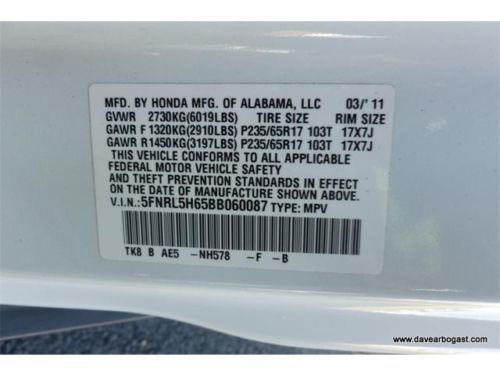 MFD. BY HONDA MFG. OF ALABAMA, LLC 03/'11
GVWR 2730KG(6019LBS) TIRE SIZE RIM SIZE
GAWR F 1320KG(2910LBS) P235/65R17 103T 17X7J
GAWR R1450KG(3197LBS) P235/65R17 103T 17X7J
THIS VEHICLE CONFORMS TO ALL APPLICABLE
FEDERAL MOTOR VEHICLE SAFETY
AND THEFT PREVENTION STANDARDS IN EFFECT
ON THE DATE OF MANUFACTURE SHOWN ABOVE.
V.I.N.:5FNRL5H65BB060087 TYPE: MPV
TK8 B AE5 -NH578 -F -B
www.davearbogast.com